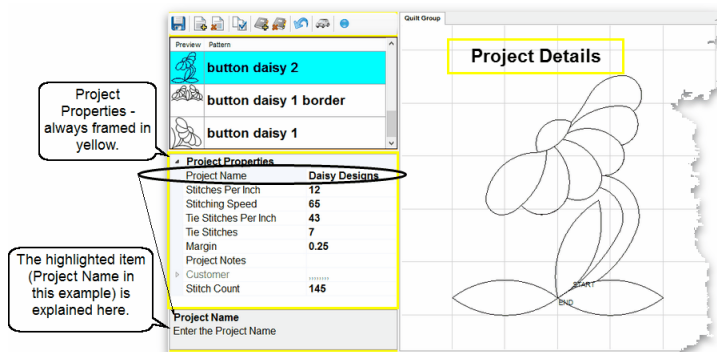 Quilt Group
Preview Pattern
button daisy 2
button daisy 1 border
button daisy 1
Project
Properties -
always framed in
yellow.
Project Properties
Project Name Daisy Designs
Stitches Per Inch 12
Stitching Speed 65
Tie Stitches Per Inch 43
Tie Stitches 7
Margin 0.25
Project Notes
Customer ,,,,,,,,
Stitch Count 145
The highlighted item
(Project Name in
this example) is
explained here.
Project Name
Enter the Project Name
Project Details
START
END